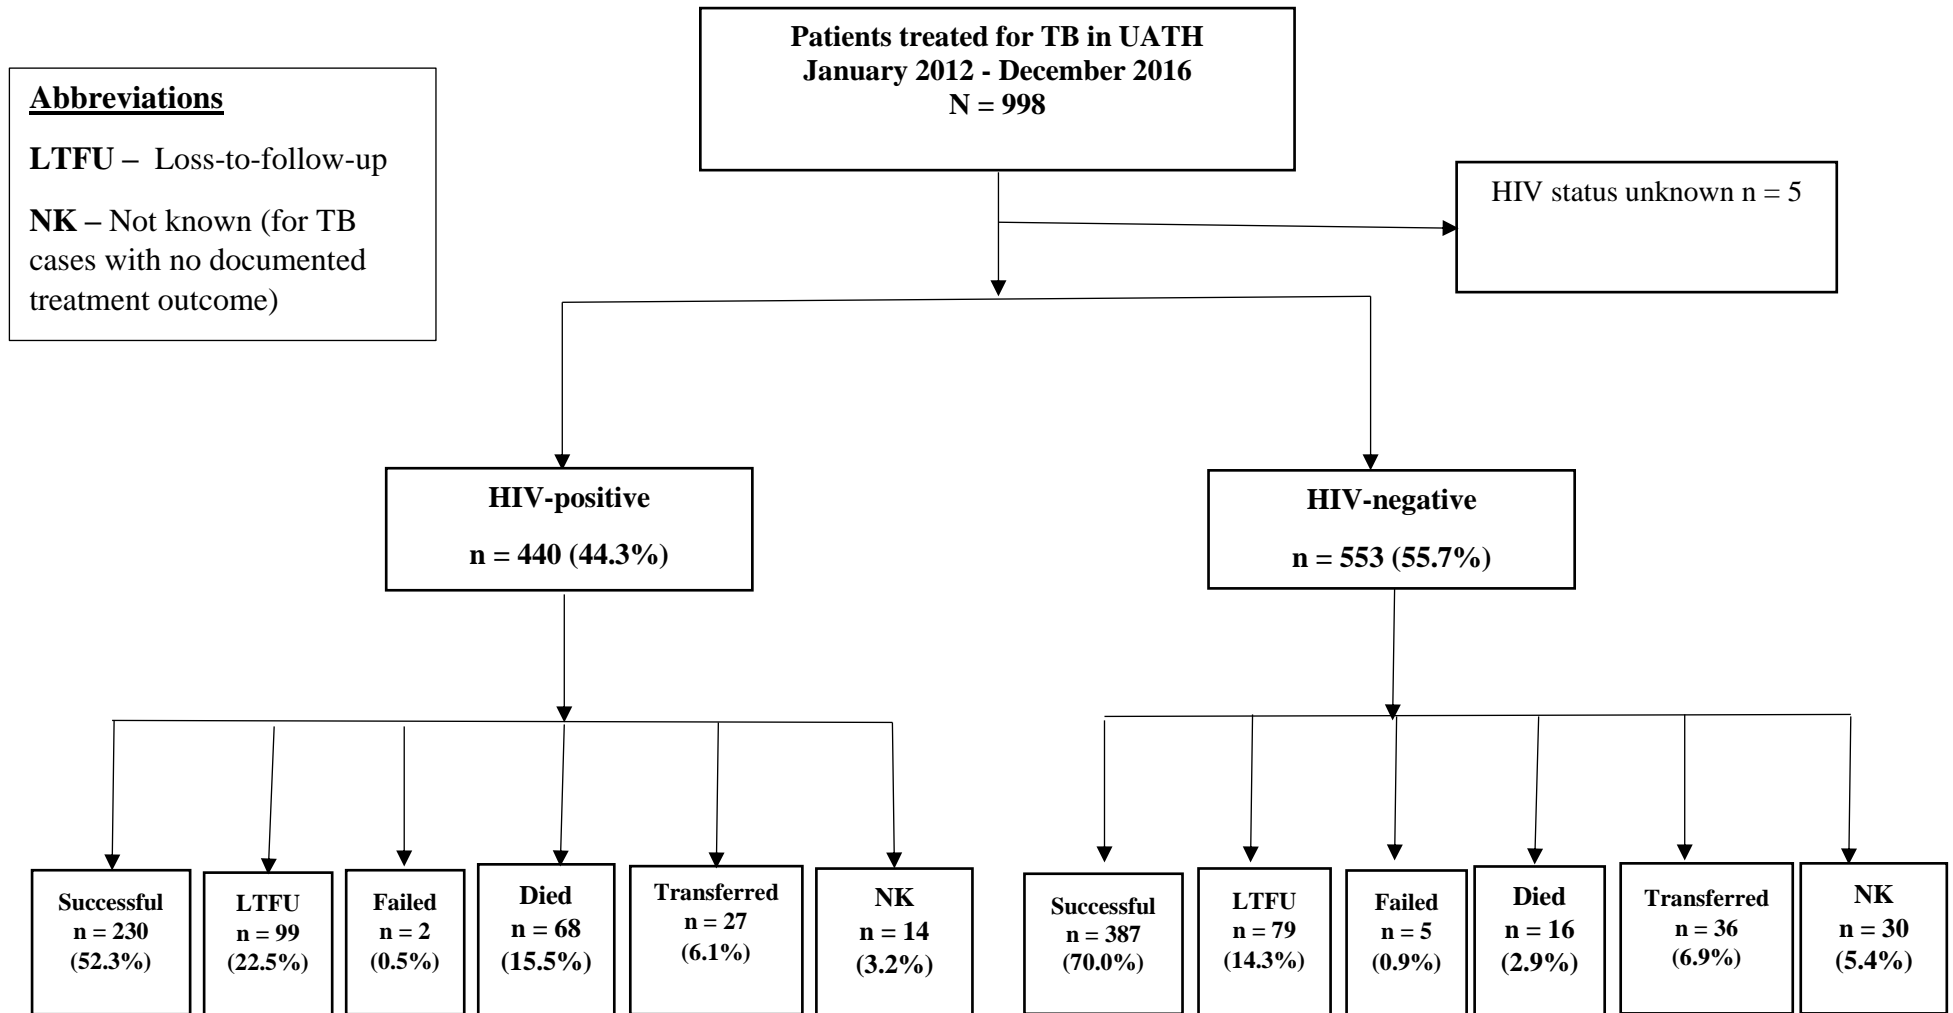 Patients treated for TB in UATH
January 2012 - December 2016
N = 998
Abbreviations
LTFU – Loss-to-follow-up
NK – Not known (for TB
cases with no documented
treatment outcome)
HIV status unknown n = 5
HIV-positive
n = 440 (44.3%)
HIV-negative
n = 553 (55.7%)
Successful
n = 230
(52.3%)
LTFU
n = 99
(22.5%)
Failed
n = 2
(0.5%)
Died
n = 68
(15.5%)
Transferred
n = 27
(6.1%)
NK
n = 14
(3.2%)
Successful
n = 387
(70.0%)
LTFU
n = 79
(14.3%)
Failed
n = 5
(0.9%)
Died
n = 16
(2.9%)
Transferred
n = 36
(6.9%)
NK
n = 30
(5.4%)